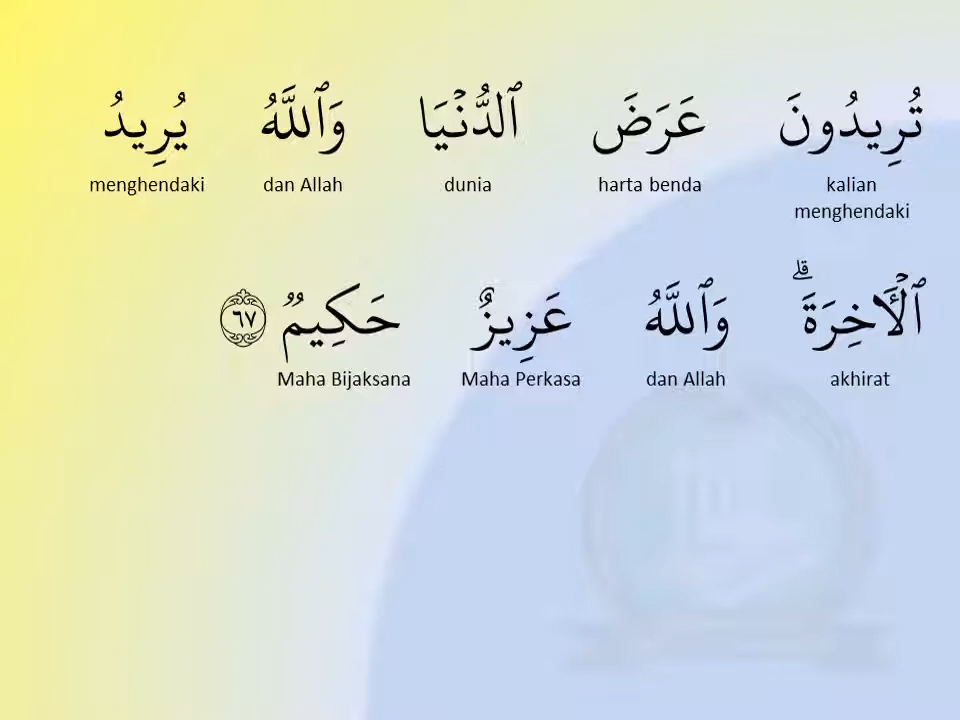 تُرِيدُونَ عَرَضَ ٱلدُّنۡيَا وَٱللَّهُ يُرِيدُ
kalian menghendaki harta benda dunia dan Allah menghendaki
ٱلۡأٓخِرَةَۗ وَٱللَّهُ عَزِيزٌ حَكِيمٞ ٦٧
akhirat dan Allah Maha Perkasa Maha Bijaksana